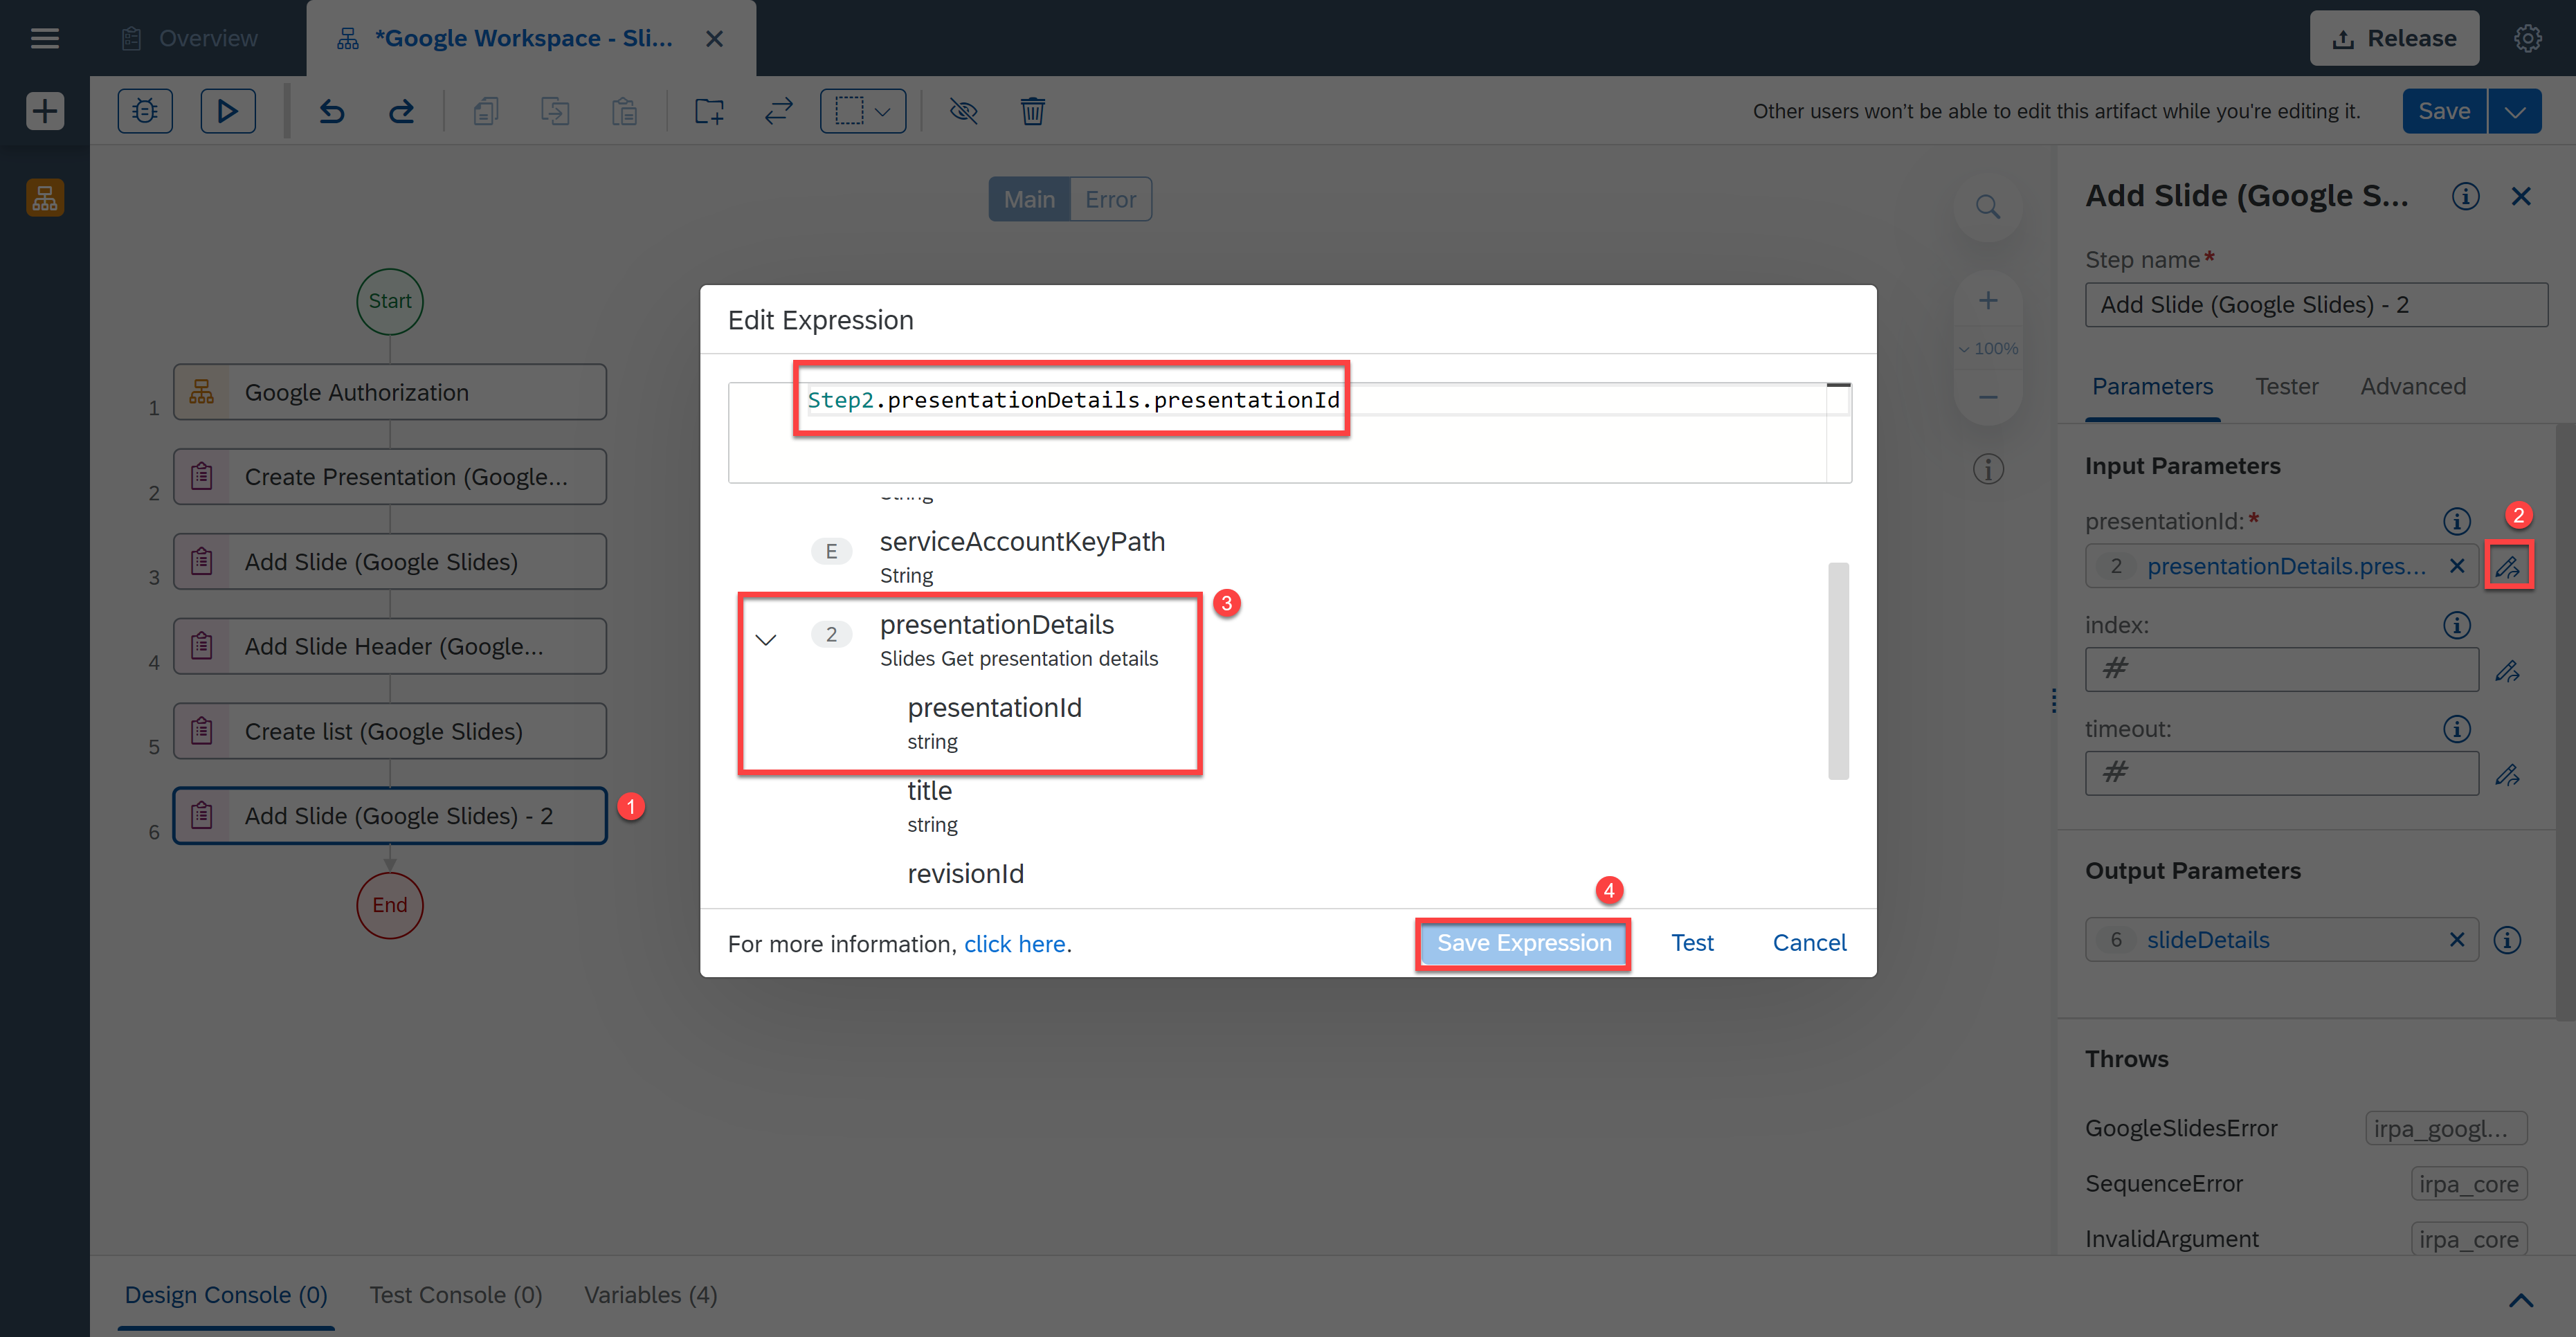 Overview
*Google Workspace - Sli...
Release
Other users won't be able to edit this artifact while you're editing it.
Save
Main
Error
Start
1
Google Authorization
2
Create Presentation (Google...
3
Add Slide (Google Slides)
4
Add Slide Header (Google...
5
Create list (Google Slides)
6
Add Slide (Google Slides) - 2
1
End
100%
Edit Expression
Step2.presentationDetails.presentationId
String
E
serviceAccountKeyPath
String
3
2
presentationDetails
Slides Get presentation details
presentationId
string
title
string
revisionId
4
For more information, click here.
Save Expression
Test
Cancel
Add Slide (Google S...
Step name*
Add Slide (Google Slides) - 2
Parameters
Tester
Advanced
Input Parameters
2
presentationId:*
2
presentationDetails.pres...
index:
#
timeout:
#
Output Parameters
6
slideDetails
Throws
GoogleSlidesError
irpa_googl...
SequenceError
irpa_core
InvalidArgument
irpa_core
Design Console (0)
Test Console (0)
Variables (4)